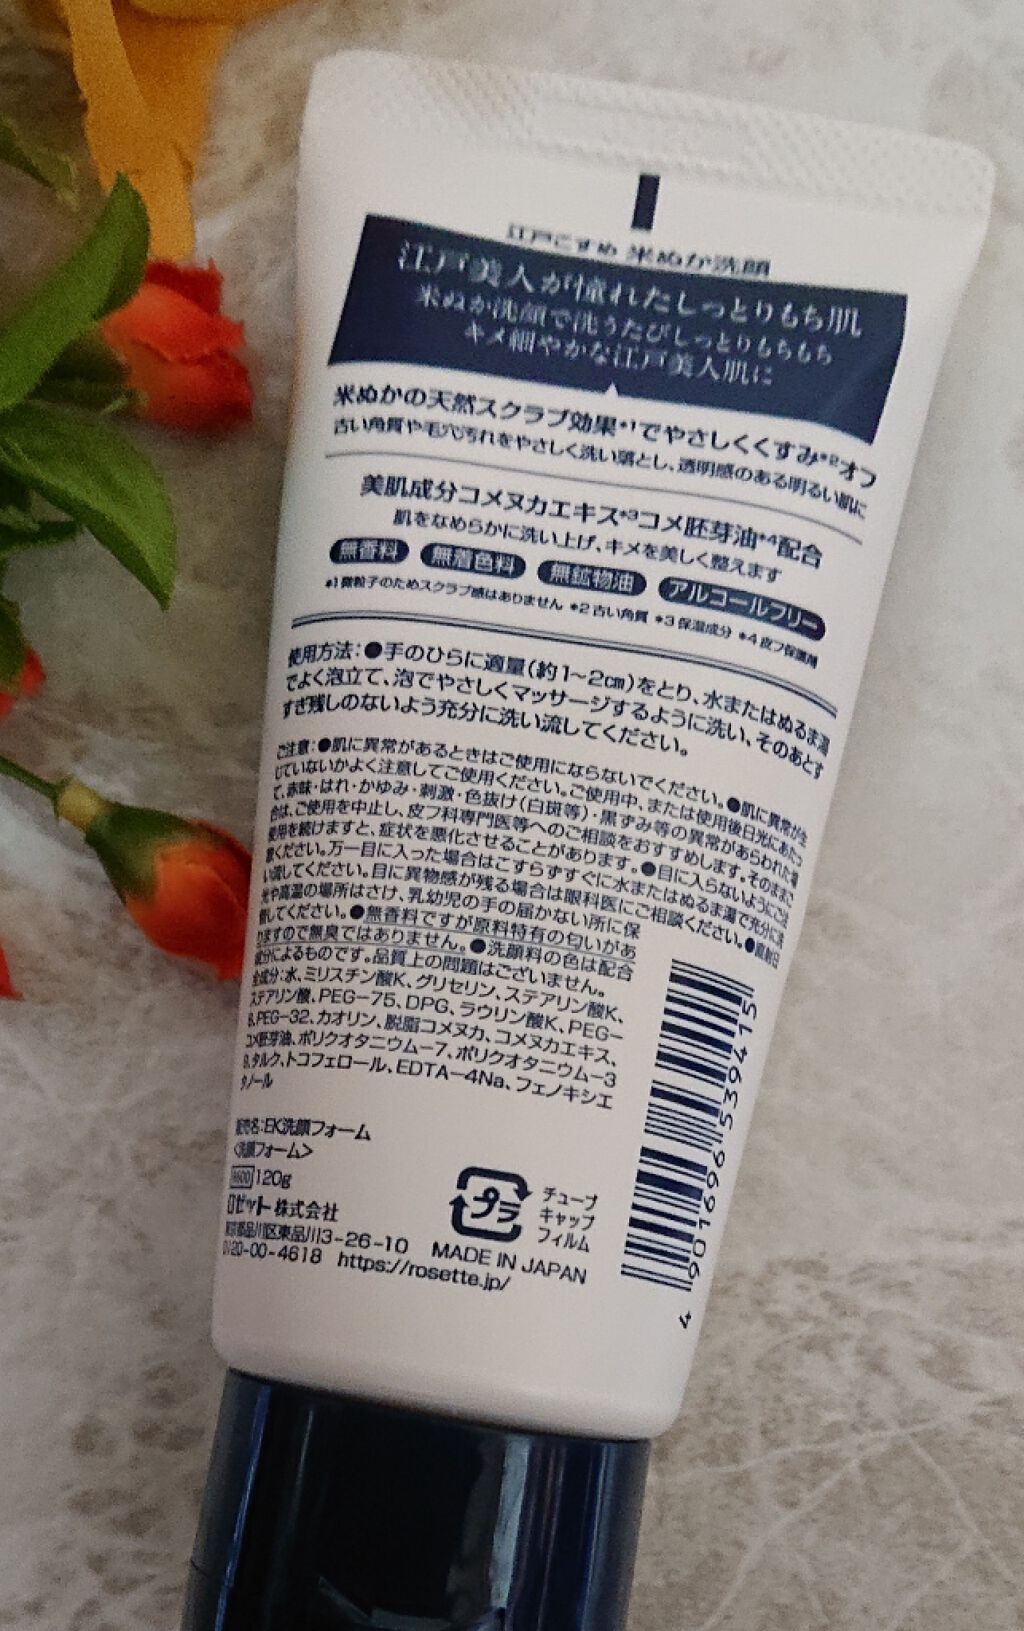 江戸こすめ 米ぬか洗顔
江戸美人が憧れたしっとりもち肌
米ぬか洗顔で洗うたびしっとりもちもち
キメ細やかな江戸美人肌に
米ぬかの天然スクラブ効果*1でやさしくくすみ*2オフ
古い角質や毛穴汚れをやさしく洗い落とし、透明感のある明るい肌に
美肌成分コメヌカエキス*3コメ胚芽油*4配合
肌をなめらかに洗い上げ、キメを美しく整えます
無香料 無着色料 無鉱物油 アルコールフリー
*1 微粒子のためスクラブ感はありません *2 古い角質 *3 保湿成分 *4 皮フ保護剤
使用方法：●手のひらに適量(約1~2㎝)をとり、水またはぬるま湯
でよく泡立て、泡でやさしくマッサージするように洗い、そのあとす
すぎ残しのないよう充分に洗い流してください。
ご注意：●肌に異常があるときはご使用にならないでください。●肌に異常が生
じていないかよく注意してご使用ください。ご使用中、または使用後日光にあたっ
て、赤味・はれ・かゆみ・刺激・色抜け(白斑等)・黒ずみ等の異常があらわれた場
合は、ご使用を中止し、皮フ科専門医等へのご相談をおすすめします。そのまま
使用を続けますと、症状を悪化させることがあります。●目に入らないようにご注
意ください。万一目に入った場合はこすらずすぐに水またはぬるま湯で充分に洗
い流してください。目に異物感が残る場合は眼科医にご相談ください。●直射日
光や高温の場所はさけ、乳幼児の手の届かない所に保
管してください。●無香料ですが原料特有の匂いがあ
りますので無臭ではありません。●洗顔料の色は配合
成分によるものです。品質上の問題はございません。
全成分：水、ミリスチン酸K、グリセリン、ステアリン酸K、
ステアリン酸、PEG-75、DPG、ラウリン酸K、PEG-
8、PEG-32、カオリン、脱脂コメヌカ、コメヌカエキス、
コメ胚芽油、ポリクオタニウム-7、ポリクオタニウム-3
9、タルク、トコフェロール、EDTA-4Na、フェノキシエ
タノール
販売名：EK洗顔フォーム
<洗顔フォーム>
120g
ロゼット株式会社
東京都品川区東品川3-26-10
0120-00-4618 https://rosette.jp/
プラ
チューブ
キャップ
フィルム
MADE IN JAPAN
4 901696 539415